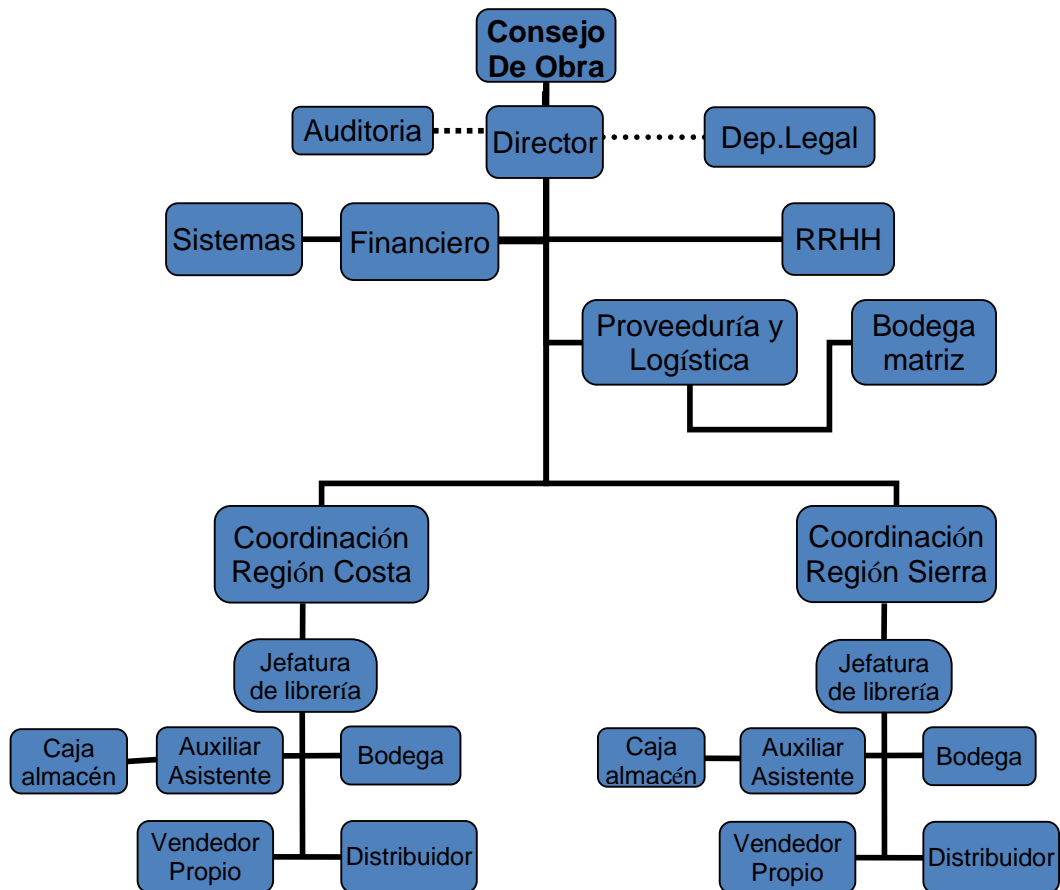 Consejo
De Obra
Auditoria
Director
Dep.Legal
Sistemas
Financiero
RRHH
Proveeduría y
Logística
Bodega
matriz
Coordinación
Región Costa
Coordinación
Región Sierra
Jefatura
de librería
Jefatura
de librería
Caja
almacén
Auxiliar
Asistente
Bodega
Caja
almacén
Auxiliar
Asistente
Bodega
Vendedor
Propio
Distribuidor
Vendedor
Propio
Distribuidor